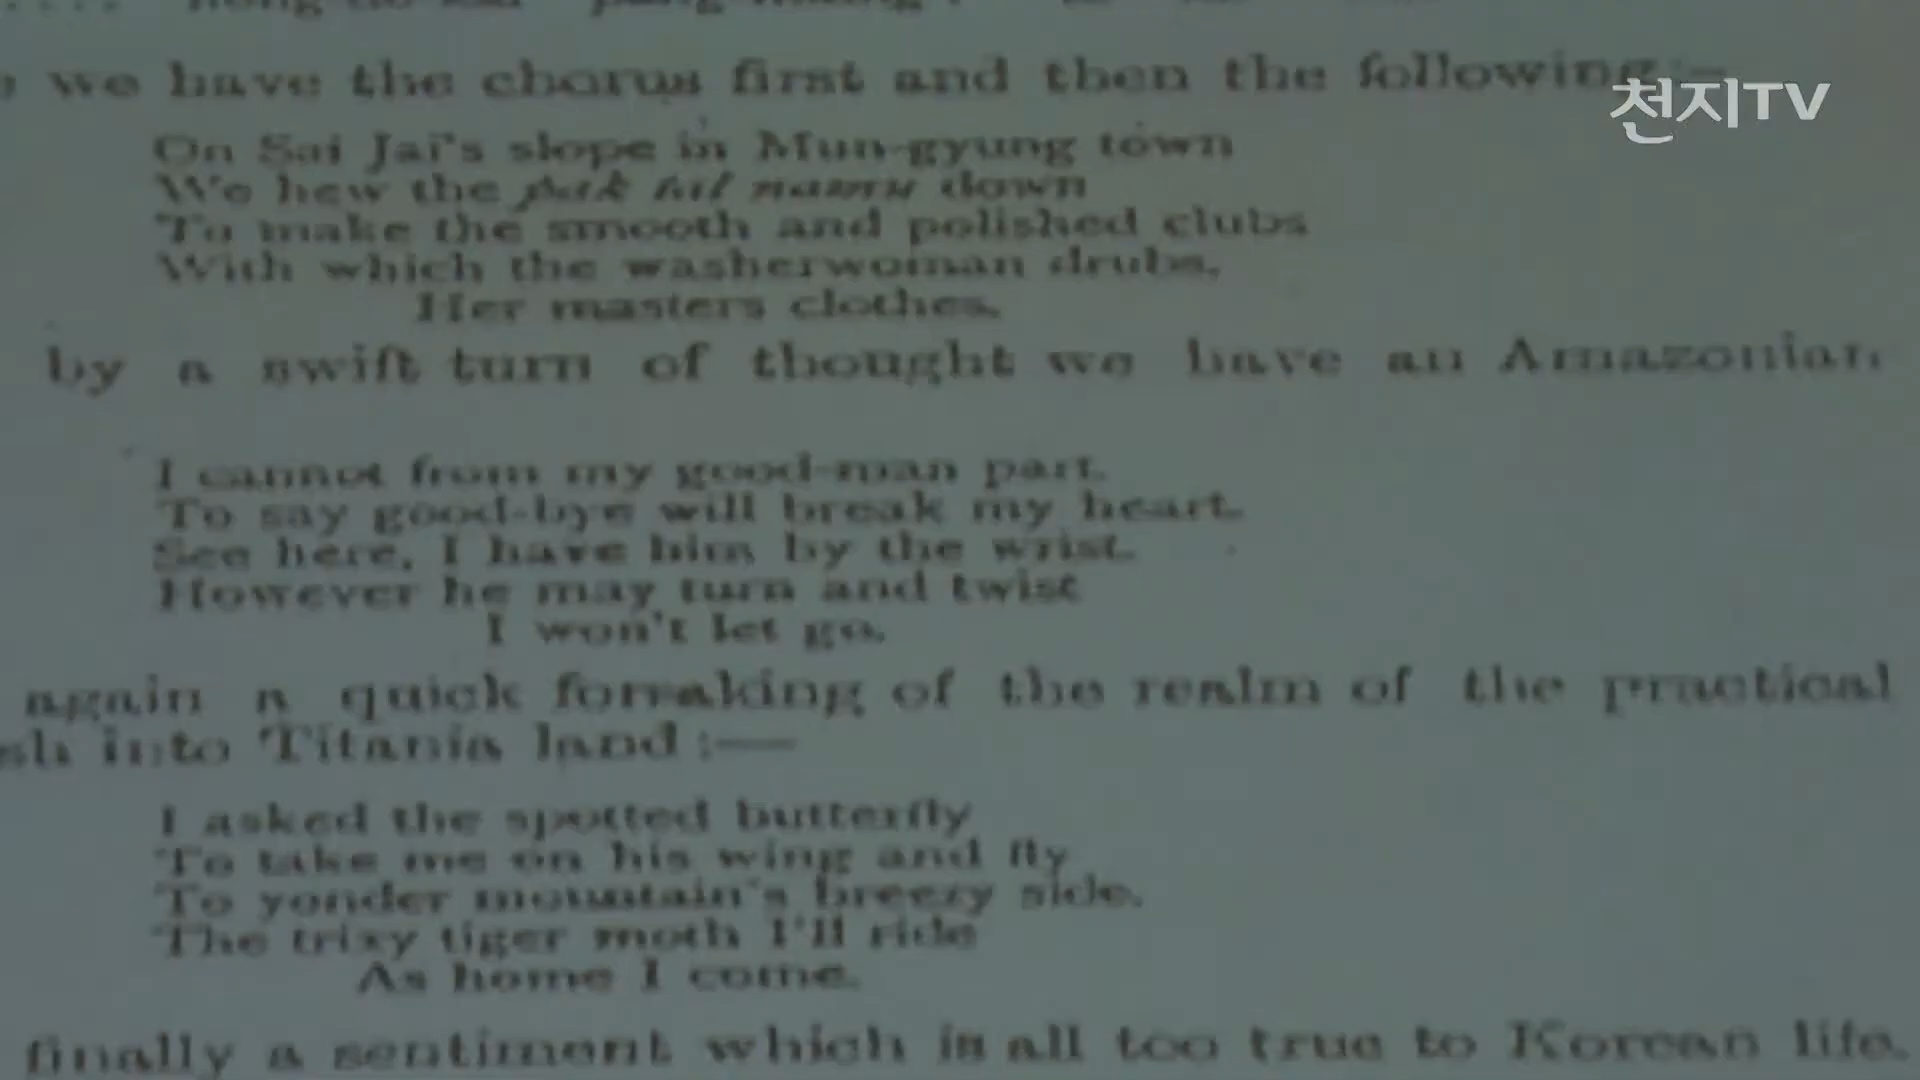 we have the chorus first and then the following:—
천지TV
On Sai Jai's slope in Mun-gyung town
We hew the pak tal namu down
To make the smooth and polished clubs
With which the washerwoman drubs.
Her masters clothes.
by a swift turn of thought we have an Amazonian
I cannot from my good-man part.
To say good-bye will break my heart.
See here, I have him by the wrist.
However he may turn and twist
I won't let go.
again a quick forsaking of the realm of the practical
into Titania land :—
I asked the spotted butterfly
To take me on his wing and fly
To yonder mountain's breezy side.
The trixy tiger moth I'll ride
As home I come.
finally a sentiment which is all too true to Korean life.